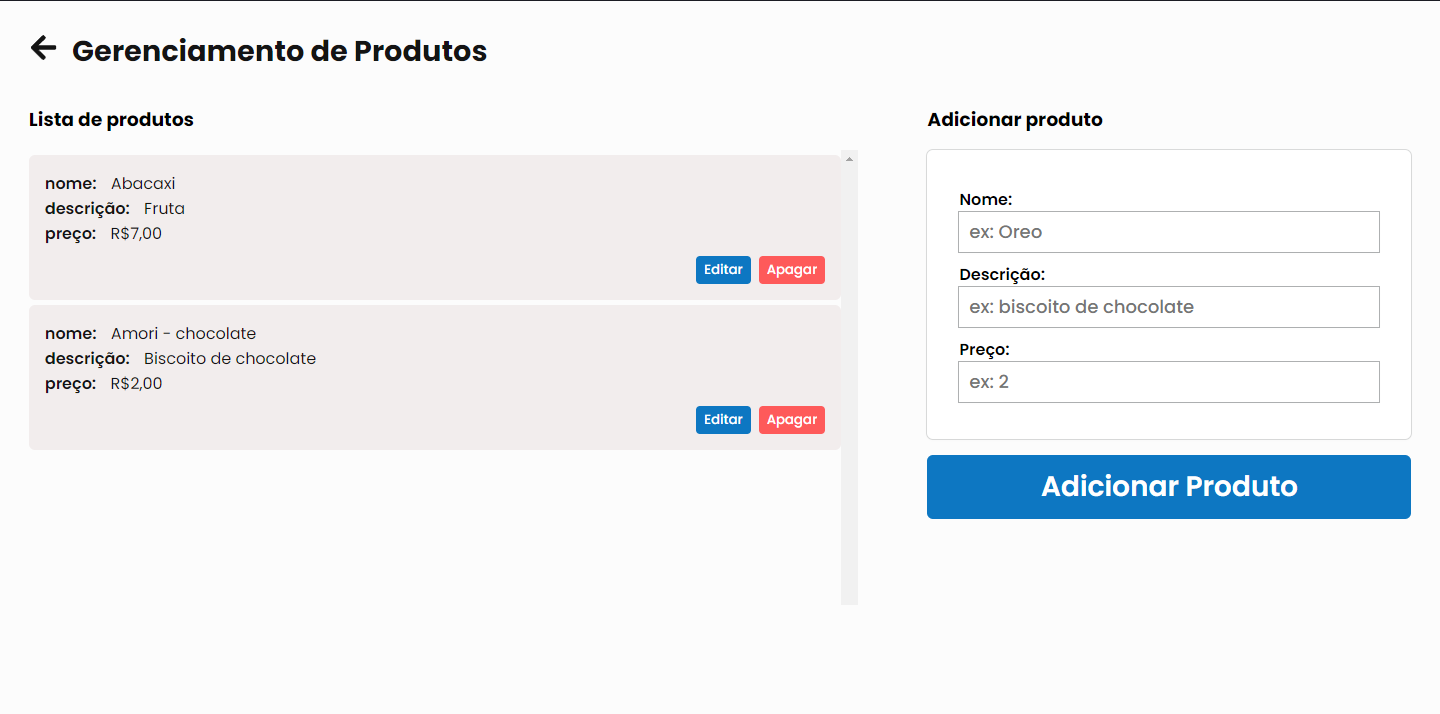 Gerenciamento de Produtos
Lista de produtos
nome: Abacaxi
descrição: Fruta
preço: R$7,00
Editar Apagar
nome: Amori - chocolate
descrição: Biscoito de chocolate
preço: R$2,00
Editar Apagar
Adicionar produto
Nome:
ex: Oreo
Descrição:
ex: biscoito de chocolate
Preço:
ex: 2
Adicionar Produto